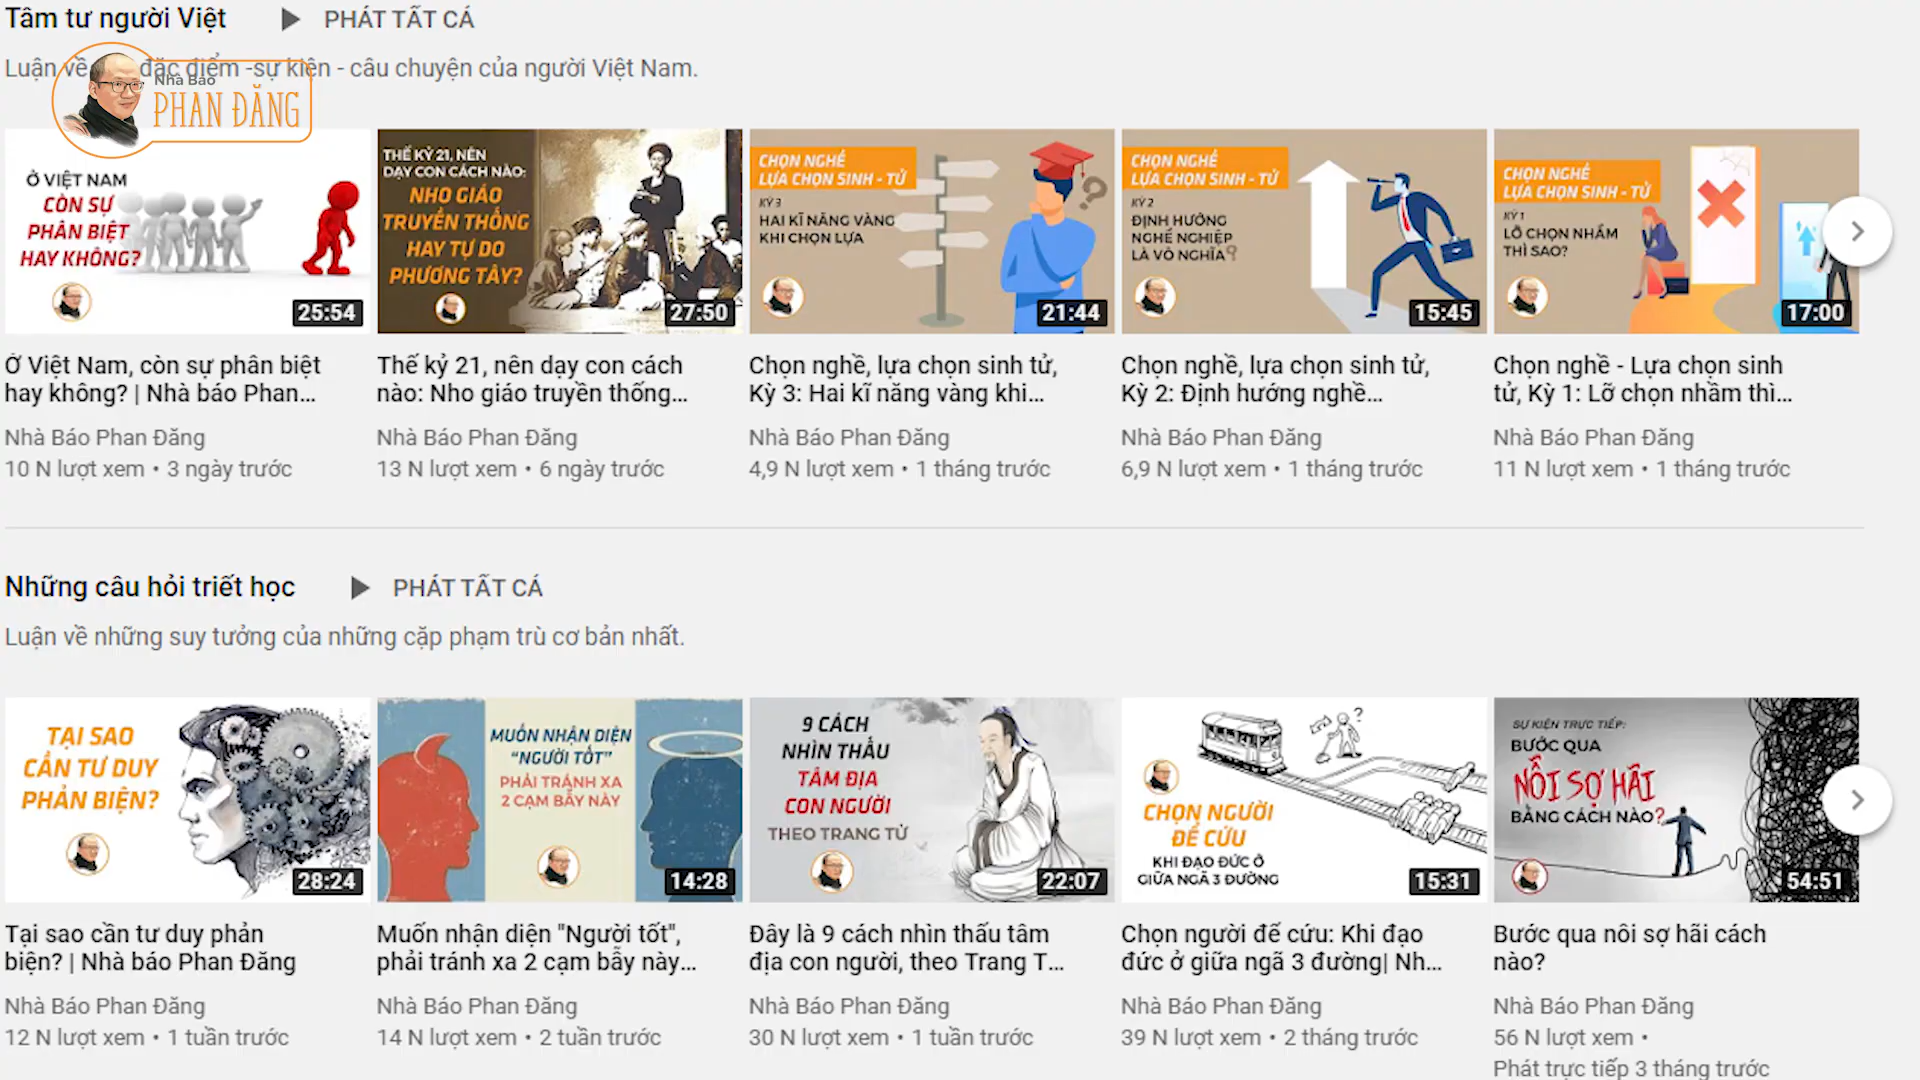 Tâm tư người Việt
PHÁT TẤT CẢ
Luận về đặc điểm -sự kiện - câu chuyện của người Việt Nam.
Nhà Báo
PHAN ĐĂNG
Ở VIỆT NAM
CÒN SỰ
PHÂN BIỆT
HAY KHÔNG?
25:54
THẾ KỶ 21, NÊN
DẠY CON CÁCH NÀO:
NHO GIÁO
TRUYỀN THỐNG
HAY TỰ DO
PHƯƠNG TÂY?
27:50
CHỌN NGHỀ
LỰA CHỌN SINH - TỬ
KỲ 3
HAI KĨ NĂNG VÀNG
KHI CHỌN LỰA
21:44
CHỌN NGHỀ
LỰA CHỌN SINH - TỬ
KỲ 2
ĐỊNH HƯỚNG
NGHỀ NGHIỆP
LÀ VÔ NGHĨA?
15:45
CHỌN NGHỀ
LỰA CHỌN SINH - TỬ
KỲ 1
LỠ CHỌN NHẦM
THÌ SAO?
17:00
Ở Việt Nam, còn sự phân biệt
hay không? | Nhà báo Phan...
Nhà Báo Phan Đăng
10 N lượt xem • 3 ngày trước
Thế kỷ 21, nên dạy con cách
nào: Nho giáo truyền thống...
Nhà Báo Phan Đăng
13 N lượt xem • 6 ngày trước
Chọn nghề, lựa chọn sinh tử,
Kỳ 3: Hai kĩ năng vàng khi...
Nhà Báo Phan Đăng
4,9 N lượt xem • 1 tháng trước
Chọn nghề, lựa chọn sinh tử,
Kỳ 2: Định hướng nghề...
Nhà Báo Phan Đăng
6,9 N lượt xem • 1 tháng trước
Chọn nghề - Lựa chọn sinh
tử, Kỳ 1: Lỡ chọn nhầm thì...
Nhà Báo Phan Đăng
11 N lượt xem • 1 tháng trước
Những câu hỏi triết học
PHÁT TẤT CẢ
Luận về những suy tưởng của những cặp phạm trù cơ bản nhất.
TẠI SAO
CẦN TƯ DUY
PHẢN BIỆN?
28:24
MUỐN NHẬN DIỆN
"NGƯỜI TỐT"
PHẢI TRÁNH XA
2 CẠM BẪY NÀY
14:28
9 CÁCH
NHÌN THẤU
TÂM ĐỊA
CON NGƯỜI
THEO TRANG TỬ
22:07
CHỌN NGƯỜI
ĐỂ CỨU
KHI ĐẠO ĐỨC Ở
GIỮA NGÃ 3 ĐƯỜNG
15:31
SỰ KIỆN TRỰC TIẾP:
BƯỚC QUA
NỖI SỢ HÃI
BẰNG CÁCH NÀO?
54:51
Tại sao cần tư duy phản
biện? | Nhà báo Phan Đăng
Nhà Báo Phan Đăng
12 N lượt xem • 1 tuần trước
Muốn nhận diện "Người tốt",
phải tránh xa 2 cạm bẫy này...
Nhà Báo Phan Đăng
14 N lượt xem • 2 tuần trước
Đây là 9 cách nhìn thấu tâm
địa con người, theo Trang T...
Nhà Báo Phan Đăng
30 N lượt xem • 1 tuần trước
Chọn người để cứu: Khi đạo
đức ở giữa ngã 3 đường| Nh...
Nhà Báo Phan Đăng
39 N lượt xem • 2 tháng trước
Bước qua nỗi sợ hãi cách
nào?
Nhà Báo Phan Đăng
56 N lượt xem •
Phát trực tiếp 3 tháng trước